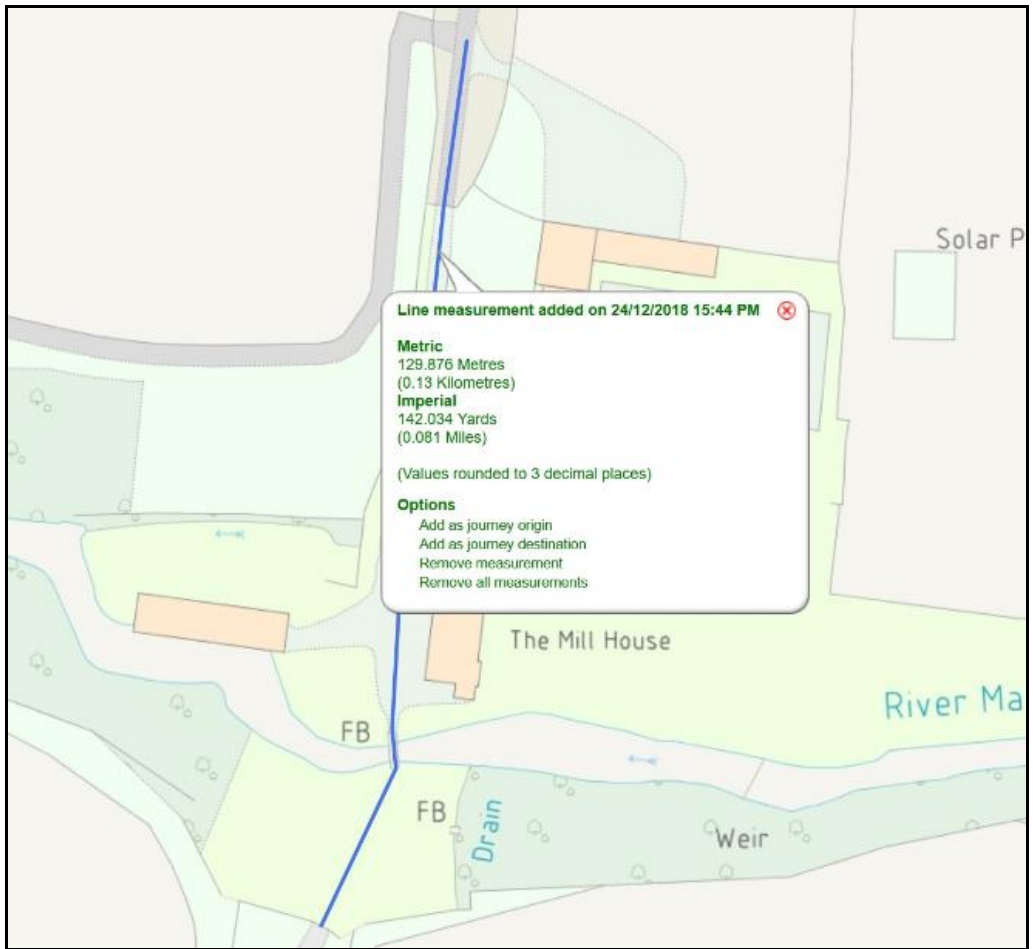 Solar P
Line measurement added on 24/12/2018 15:44 PM
Metric
129.876 Metres
(0.13 Kilometres)
Imperial
142.034 Yards
(0.081 Miles)
(Values rounded to 3 decimal places)
Options
Add as journey origin
Add as journey destination
Remove measurement
Remove all measurements
The Mill House
River Ma
FB
FB
Drain
Weir